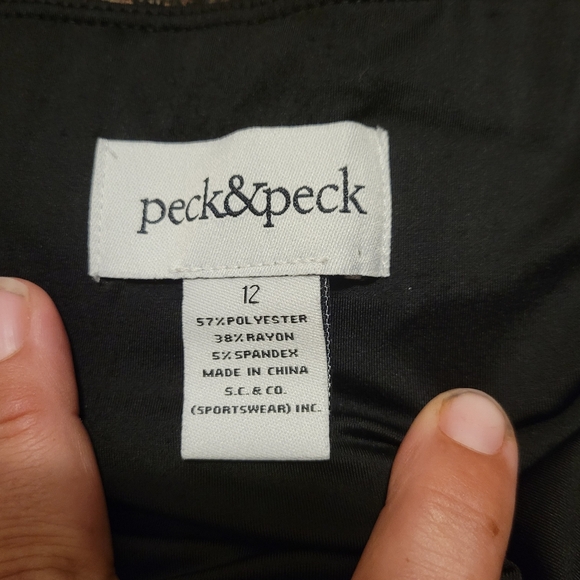 peck&peck
12
57%POLYESTER
38%RAYON
5%SPANDEX
MADE IN CHINA
S.C. & CO.
(SPORTSWEAR) INC.